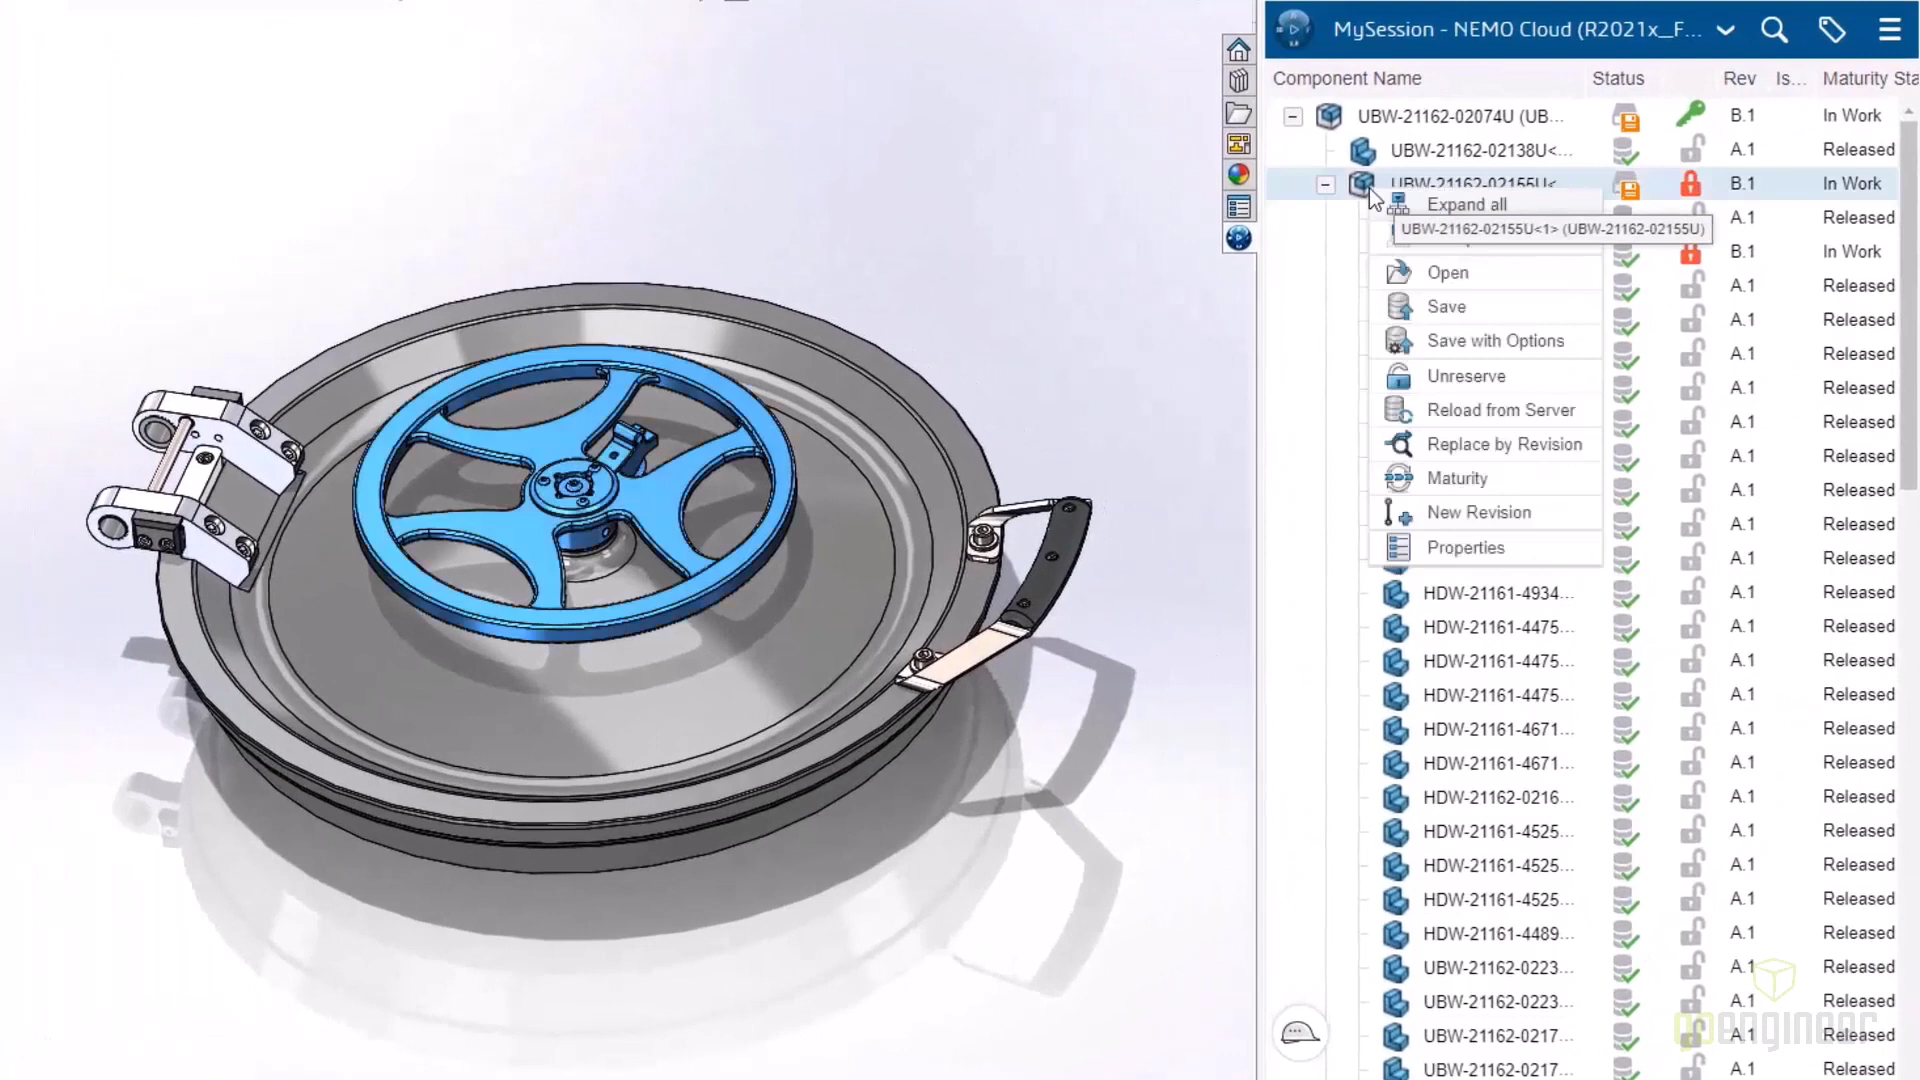 MySession - NEMO Cloud (R2021x_F...
Component Name Status Rev Is... Maturity Sta
UBW-21162-02074U (UB... B.1 In Work
UBW-21162-02138U<... A.1 Released
UBW-21162-02155U< B.1 In Work
Expand all
A.1 Released
UBW-21162-02155U<1> (UBW-21162-02155U)
B.1 In Work
Open
A.1 Released
Save
A.1 Released
Save with Options
A.1 Released
Unreserve
A.1 Released
Reload from Server
A.1 Released
Replace by Revision
A.1 Released
Maturity
A.1 Released
New Revision
A.1 Released
Properties
A.1 Released
HDW-21161-4934... A.1 Released
HDW-21161-4475... A.1 Released
HDW-21161-4475... A.1 Released
HDW-21161-4475... A.1 Released
HDW-21161-4671... A.1 Released
HDW-21161-4671... A.1 Released
HDW-21162-0216... A.1 Released
HDW-21161-4525... A.1 Released
HDW-21161-4525... A.1 Released
HDW-21161-4525... A.1 Released
HDW-21161-4489... A.1 Released
UBW-21162-0223... A.1 Released
UBW-21162-0223... A.1 Released
UBW-21162-0217... A.1 Released
UBW-21162-0217... A.1 Released
goengineer